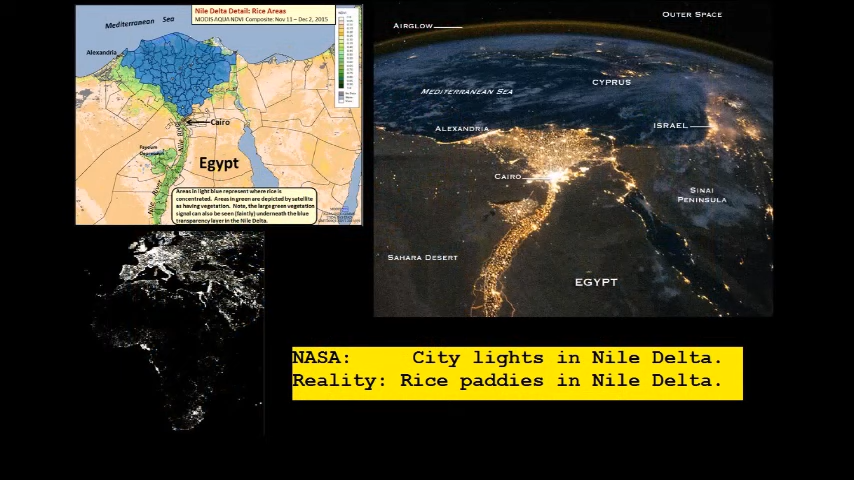 Nile Delta Detail: Rice Areas
MODIS AQUA NDVI Composite: Nov 11 – Dec 2, 2015
Mediterranean Sea
Alexandria
Cairo
Nile River
Fayoum
Depression
Egypt
Areas in light blue represent where rice is
concentrated. Areas in green are depicted by satellite
as having vegetation. Note, the large green vegetation
signal can also be seen (faintly) underneath the blue
transparency layer in the Nile Delta.
OUTER SPACE
AIRGLOW
CYPRUS
MEDITERRANEAN SEA
ALEXANDRIA
ISRAEL
CAIRO
SINAI
PENINSULA
SAHARA DESERT
EGYPT
NASA: City lights in Nile Delta.
Reality: Rice paddies in Nile Delta.